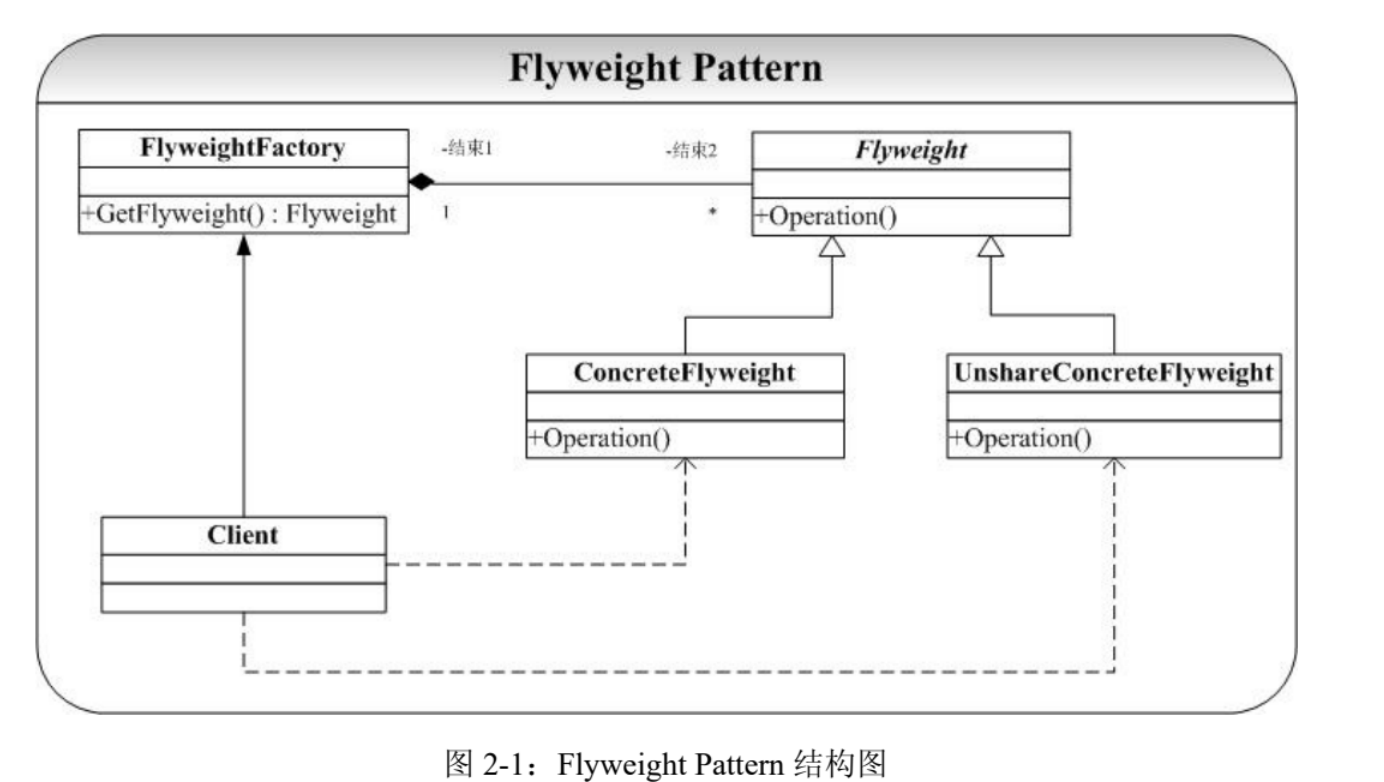 Flyweight Pattern
FlyweightFactory
+GetFlyweight() : Flyweight
-结束1
-结束2
1
*
Flyweight
+Operation()
ConcreteFlyweight
+Operation()
UnshareConcreteFlyweight
+Operation()
Client
图 2-1：Flyweight Pattern 结构图